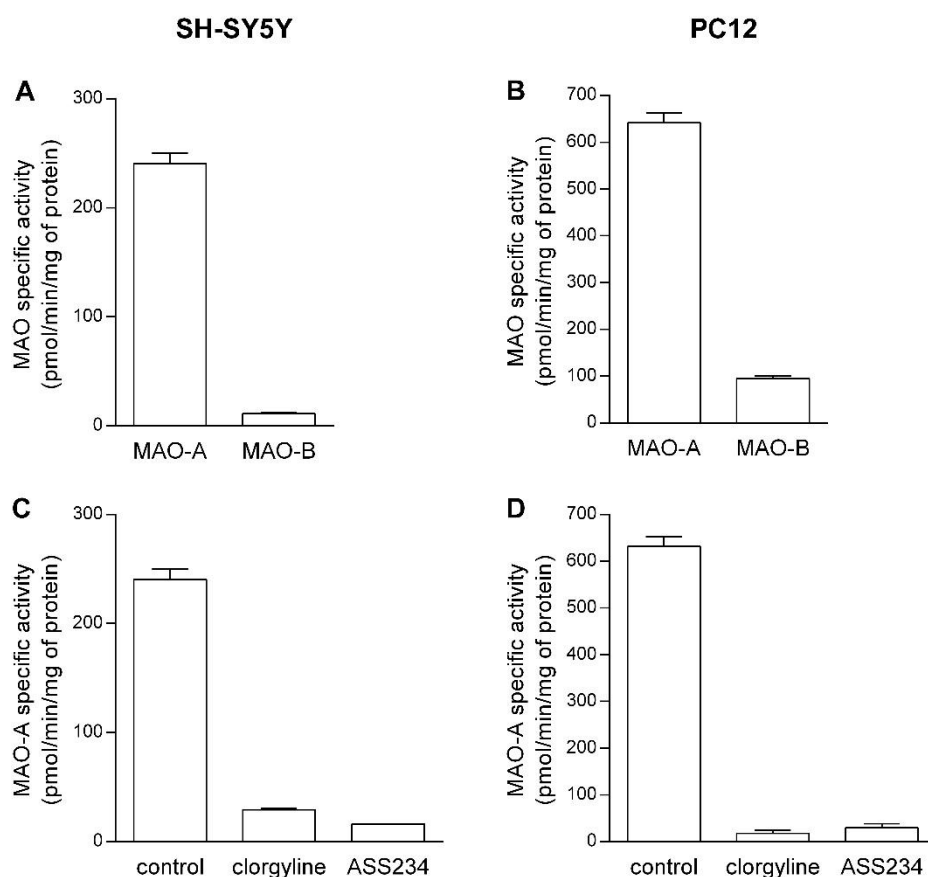 SH-SY5Y
PC12
A
MAO specific activity
(pmol/min/mg of protein)
300
200
100
0
MAO-A
MAO-B
B
MAO specific activity
(pmol/min/mg of protein)
700
600
500
400
300
200
100
0
MAO-A
MAO-B
C
MAO-A specific activity
(pmol/min/mg of protein)
300
200
100
0
control
clorgyline
ASS234
D
MAO-A specific activity
(pmol/min/mg of protein)
700
600
500
400
300
200
100
0
control
clorgyline
ASS234